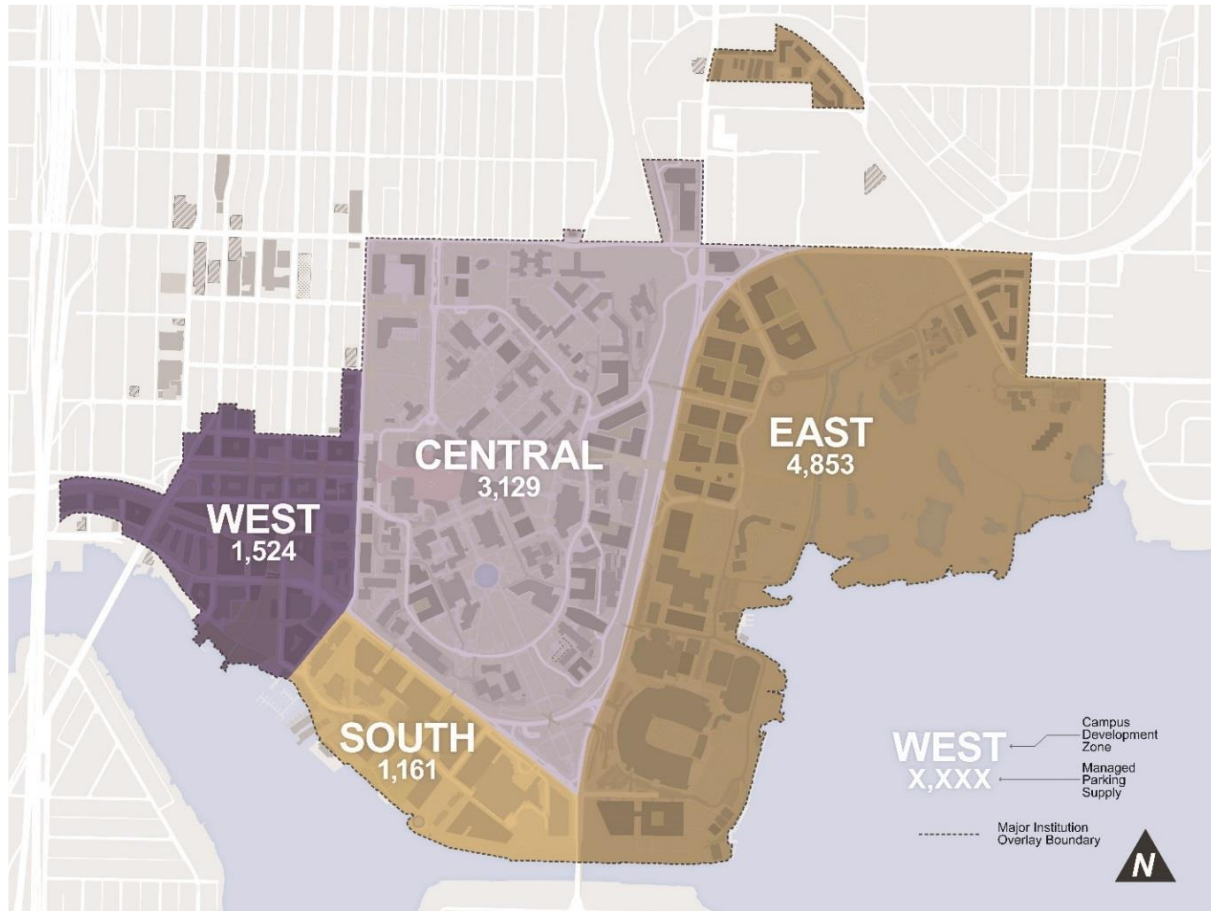 CENTRAL
3,129
EAST
4,853
WEST
1,524
SOUTH
1,161
WEST
X,XXX
Campus
Development
Zone
Managed
Parking
Supply
Major Institution
Overlay Boundary
N